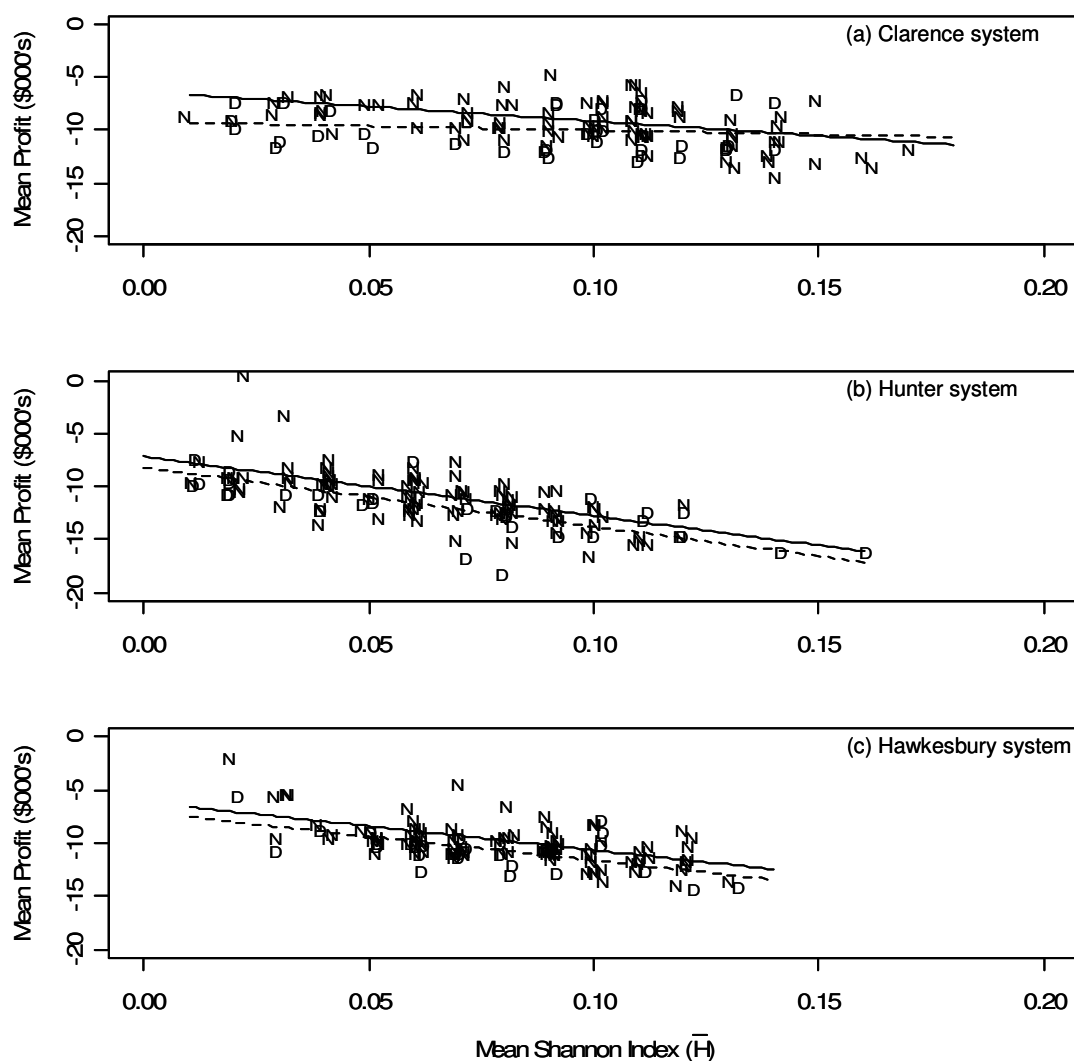 (a) Clarence system
Mean Profit ($000's)
0
-5
-10
-15
-20
0.00 0.05 0.10 0.15 0.20
(b) Hunter system
Mean Profit ($000's)
0
-5
-10
-15
-20
0.00 0.05 0.10 0.15 0.20
(c) Hawkesbury system
Mean Profit ($000's)
0
-5
-10
-15
-20
0.00 0.05 0.10 0.15 0.20
Mean Shannon Index (H̅)